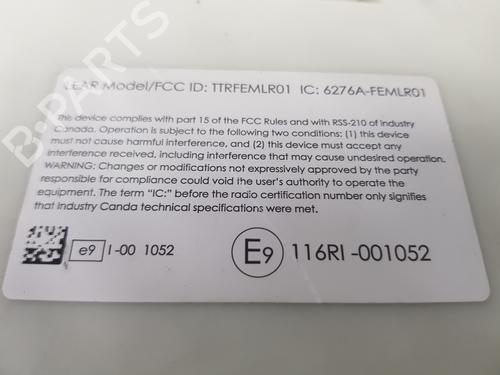 LEAR Model/FCC ID: TTRFEMLR01 IC: 6276A-FEMLR01
This device complies with part 15 of the FCC Rules and with RSS-210 of industry
Canada. Operation is subject to the following two conditions: (1) this device
must not cause harmful interference, and (2) this device must accept any
interference received, including interference that may cause undesired operation.
WARNING: Changes or modifications not expressively approved by the party
responsible for compliance could void the user's authority to operate the
equipment. The term "IC:" before the radio certification number only signifies
that Industry Canda technical specifications were met.
e9 I-00 1052
E9 116RI-001052
B-PARTS